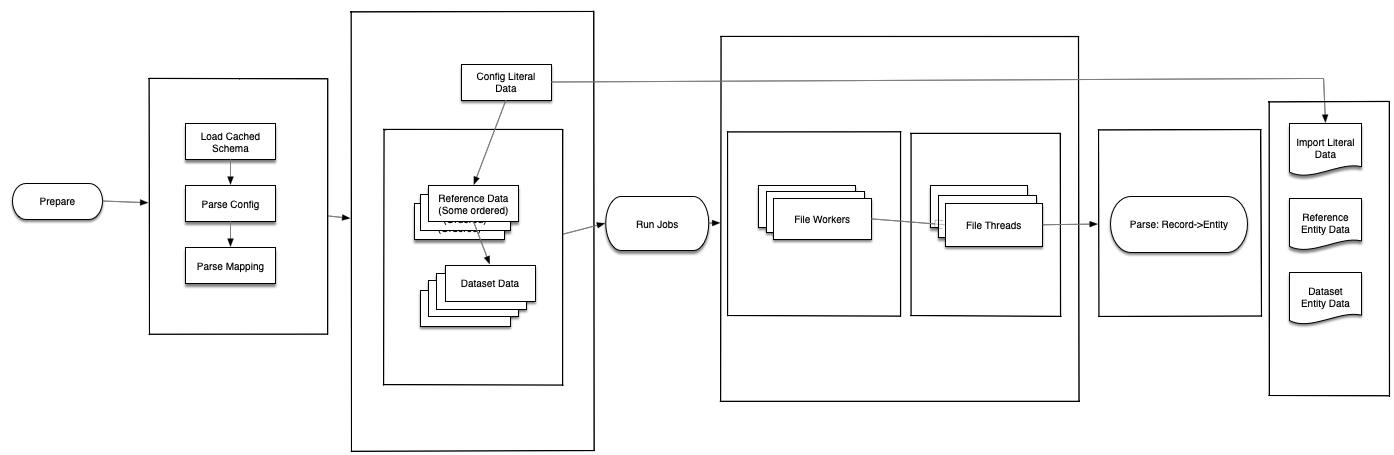 Prepare
Load Cached
Schema
Parse Config
Parse Mapping
Config Literal
Data
Reference Data
(Some ordered)
Dataset Data
Run Jobs
File Workers
File Threads
Parse: Record->Entity
Import Literal
Data
Reference
Entity Data
Dataset
Entity Data